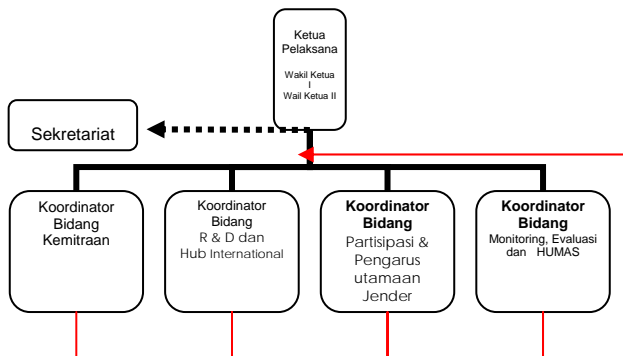 Ketua
Pelaksana
Wakil Ketua
I
Wail Ketua II
Sekretariat
Koordinator
Bidang
Kemitraan
Koordinator
Bidang
R & D dan
Hub International
Koordinator
Bidang
Partisipasi &
Pengarus
utamaan
Jender
Koordinator
Bidang
Monitoring, Evaluasi
dan HUMAS